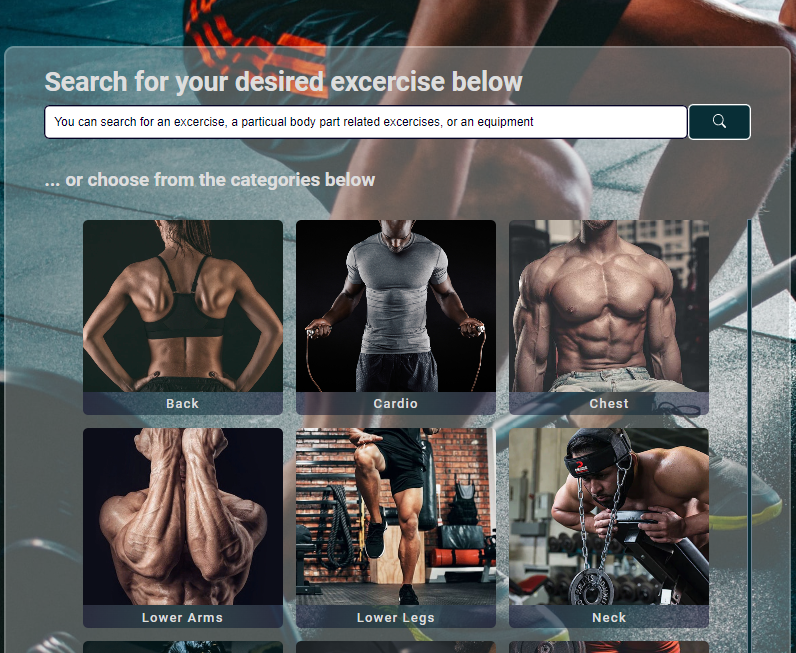 Search for your desired excercise below
You can search for an excercise, a particual body part related excercises, or an equipment
... or choose from the categories below
Back
Cardio
Chest
Lower Arms
Lower Legs
Neck